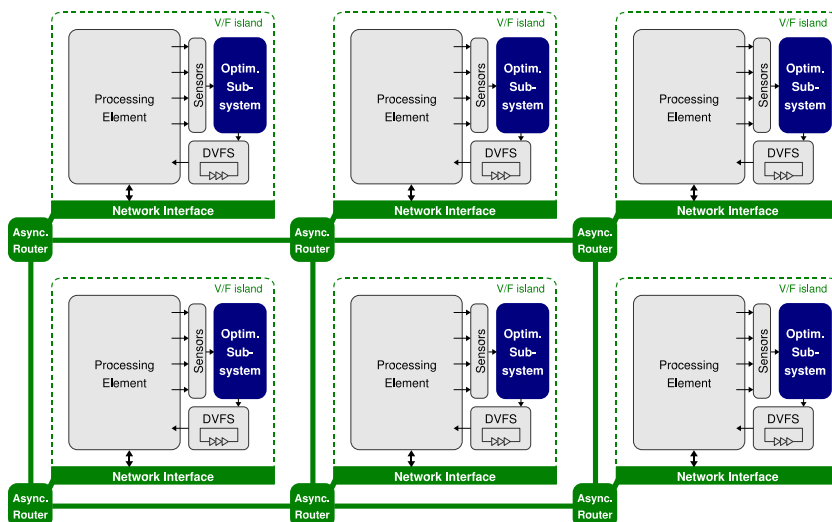 V/F island
V/F island
V/F island
Processing
Element
Sensors
Optim.
Sub-
system
DVFS
Processing
Element
Sensors
Optim.
Sub-
system
DVFS
Processing
Element
Sensors
Optim.
Sub-
system
DVFS
Network Interface
Network Interface
Network Interface
Async.
Router
Async.
Router
Async.
Router
V/F island
V/F island
V/F island
Processing
Element
Sensors
Optim.
Sub-
system
DVFS
Processing
Element
Sensors
Optim.
Sub-
system
DVFS
Processing
Element
Sensors
Optim.
Sub-
system
DVFS
Network Interface
Network Interface
Network Interface
Async.
Router
Async.
Router
Async.
Router